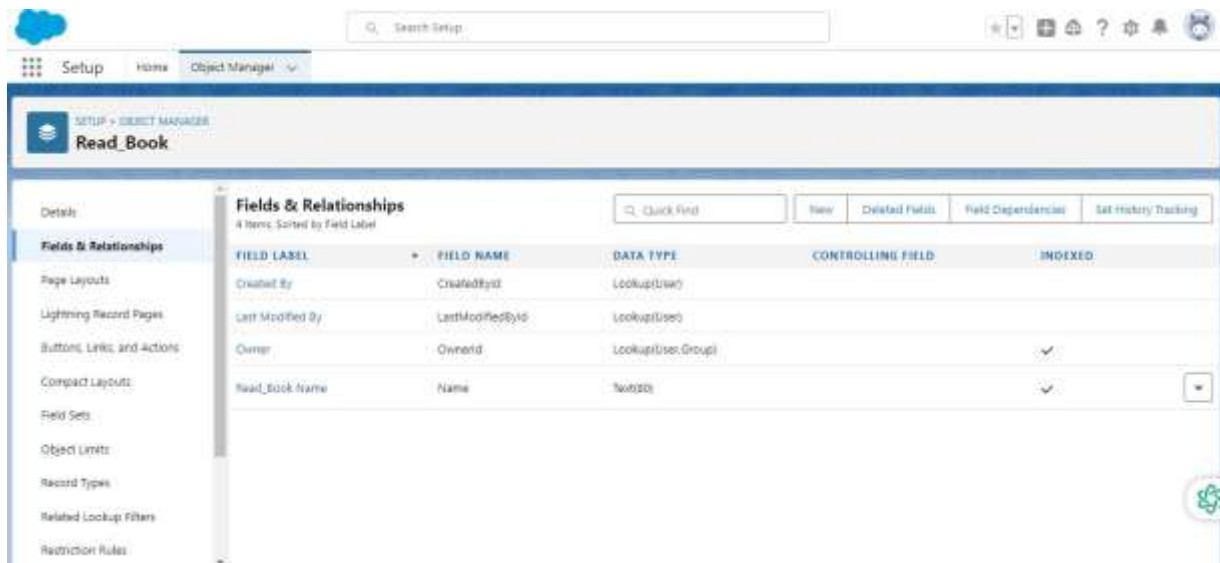 Search Setup
Setup Home Object Manager
SETUP > OBJECT MANAGER
Read_Book
Details
Fields & Relationships
Page Layouts
Lightning Record Pages
Buttons, Links, and Actions
Compact Layouts
Field Sets
Object Limits
Record Types
Related Lookup Filters
Restriction Rules
Fields & Relationships
4 Items, Sorted by Field Label
Quick Find
New Deleted Fields Field Dependencies Set History Tracking
FIELD LABEL FIELD NAME DATA TYPE CONTROLLING FIELD INDEXED
Created By CreatedById Lookup(User)
Last Modified By LastModifiedById Lookup(User)
Owner OwnerId Lookup(User,Group)
Read_Book Name Name Text(80)